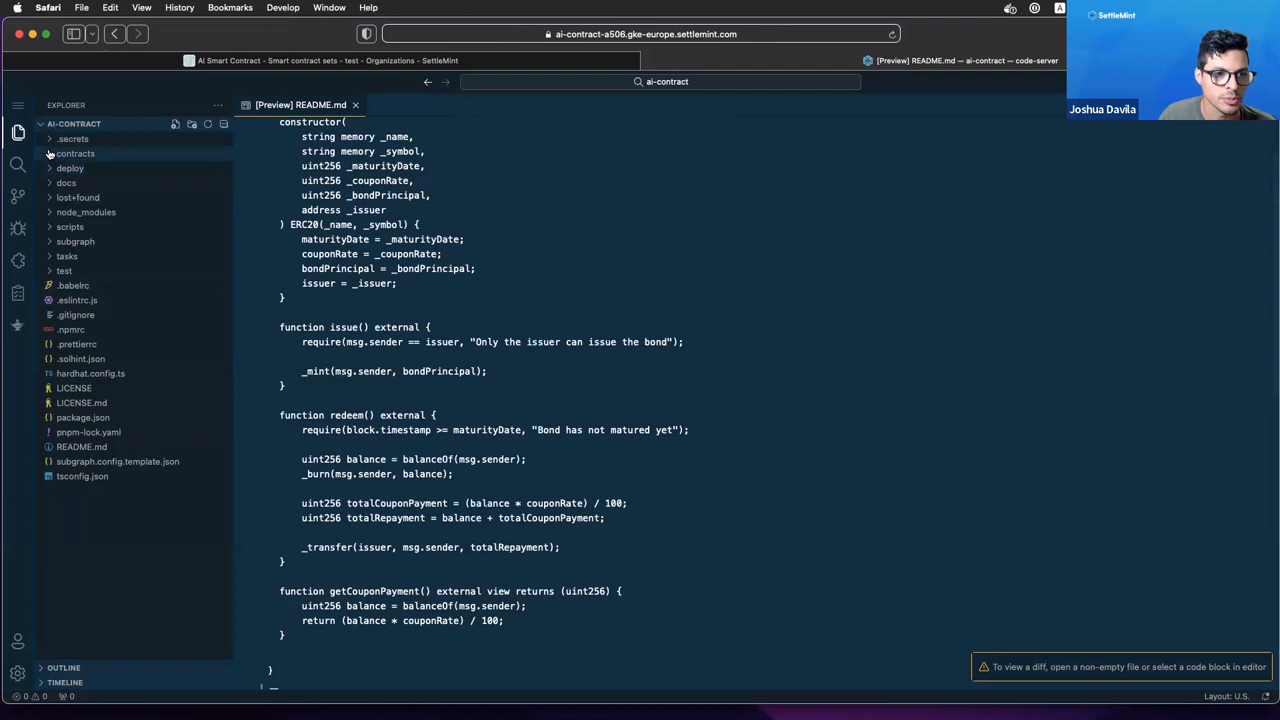 Safari File Edit View History Bookmarks Develop Window Help A
SettleMint
ai-contract-a506.gke-europe.settlemint.com
AI Smart Contract - Smart contract sets - test - Organizations - SettleMint
[Preview] README.md — ai-contract — code-server
ai-contract
Joshua Davila
EXPLORER
[Preview] README.md
AI-CONTRACT
.secrets
contracts
deploy
docs
lost+found
node_modules
scripts
subgraph
tasks
test
.babelrc
.eslintrc.js
.gitignore
.npmrc
.prettierrc
.solhint.json
hardhat.config.ts
LICENSE
LICENSE.md
package.json
pnpm-lock.yaml
README.md
subgraph.config.template.json
tsconfig.json
OUTLINE
TIMELINE
constructor(
string memory _name,
string memory _symbol,
uint256 _maturityDate,
uint256 _couponRate,
uint256 _bondPrincipal,
address _issuer
) ERC20(_name, _symbol) {
maturityDate = _maturityDate;
couponRate = _couponRate;
bondPrincipal = _bondPrincipal;
issuer = _issuer;
}
function issue() external {
require(msg.sender == issuer, "Only the issuer can issue the bond");
_mint(msg.sender, bondPrincipal);
}
function redeem() external {
require(block.timestamp >= maturityDate, "Bond has not matured yet");
uint256 balance = balanceOf(msg.sender);
_burn(msg.sender, balance);
uint256 totalCouponPayment = (balance * couponRate) / 100;
uint256 totalRepayment = balance + totalCouponPayment;
_transfer(issuer, msg.sender, totalRepayment);
}
function getCouponPayment() external view returns (uint256) {
uint256 balance = balanceOf(msg.sender);
return (balance * couponRate) / 100;
}
}
To view a diff, open a non-empty file or select a code block in editor
0 0 0
Layout: U.S.